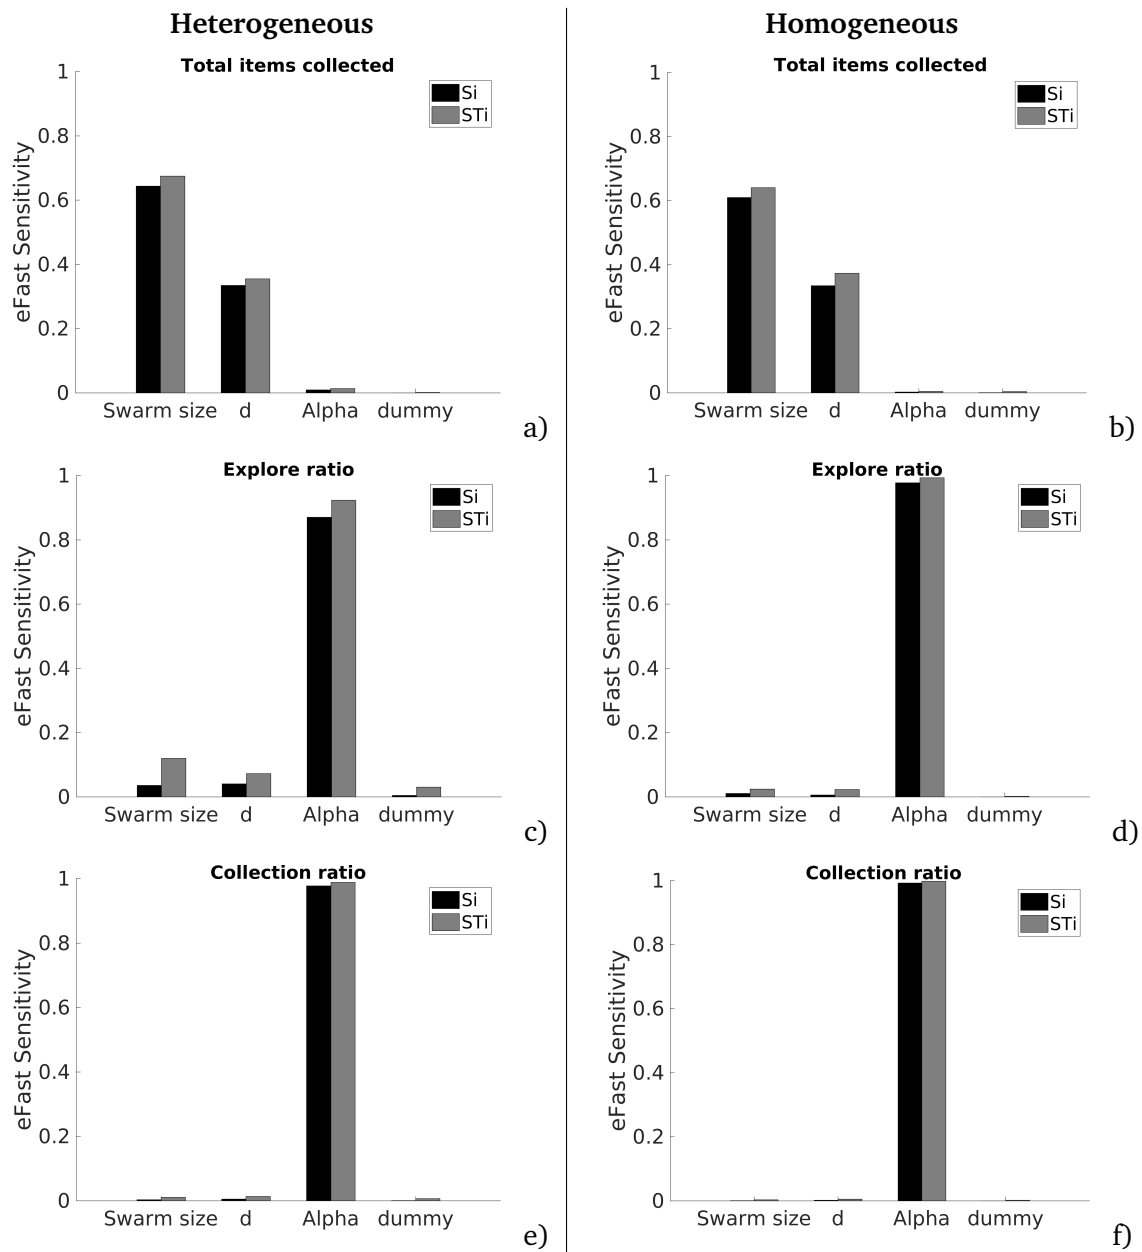 Heterogeneous
Homogeneous
Total items collected
Si
STi
eFast Sensitivity
1
0.8
0.6
0.4
0.2
0
Swarm size d Alpha dummy
a)
Total items collected
Si
STi
eFast Sensitivity
1
0.8
0.6
0.4
0.2
0
Swarm size d Alpha dummy
b)
Explore ratio
Si
STi
eFast Sensitivity
1
0.8
0.6
0.4
0.2
0
Swarm size d Alpha dummy
c)
Explore ratio
Si
STi
eFast Sensitivity
1
0.8
0.6
0.4
0.2
0
Swarm size d Alpha dummy
d)
Collection ratio
Si
STi
eFast Sensitivity
1
0.8
0.6
0.4
0.2
0
Swarm size d Alpha dummy
e)
Collection ratio
Si
STi
eFast Sensitivity
1
0.8
0.6
0.4
0.2
0
Swarm size d Alpha dummy
f)